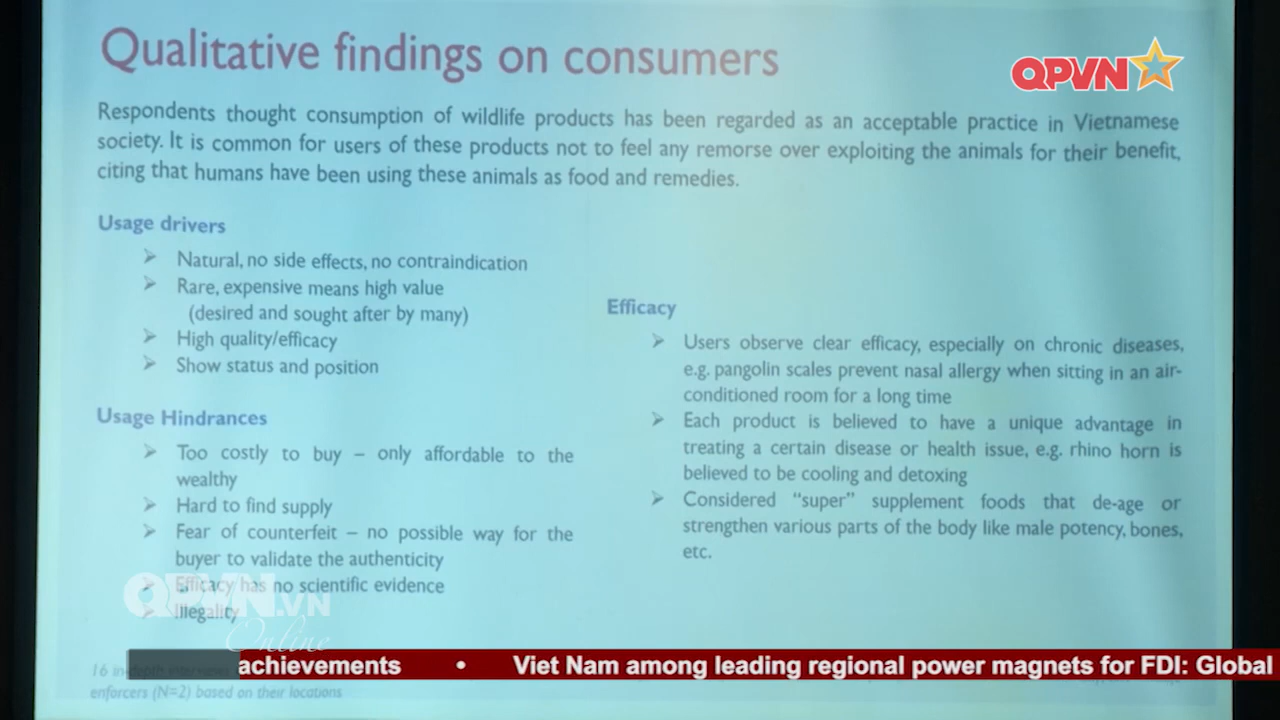 Qualitative findings on consumers
QPVN
Respondents thought consumption of wildlife products has been regarded as an acceptable practice in Vietnamese
society. It is common for users of these products not to feel any remorse over exploiting the animals for their benefit,
citing that humans have been using these animals as food and remedies.
Usage drivers
Natural, no side effects, no contraindication
Rare, expensive means high value
(desired and sought after by many)
High quality/efficacy
Show status and position
Usage Hindrances
Too costly to buy – only affordable to the
wealthy
Hard to find supply
Fear of counterfeit – no possible way for the
buyer to validate the authenticity
Efficacy has no scientific evidence
Illegality
Efficacy
Users observe clear efficacy, especially on chronic diseases,
e.g. pangolin scales prevent nasal allergy when sitting in an air-
conditioned room for a long time
Each product is believed to have a unique advantage in
treating a certain disease or health issue, e.g. rhino horn is
believed to be cooling and detoxing
Considered “super” supplement foods that de-age or
strengthen various parts of the body like male potency, bones,
etc.
QPVN.VN
Online
16 in-depth interviews
achievements • Viet Nam among leading regional power magnets for FDI: Global
enforcers (N=2) based on their locations